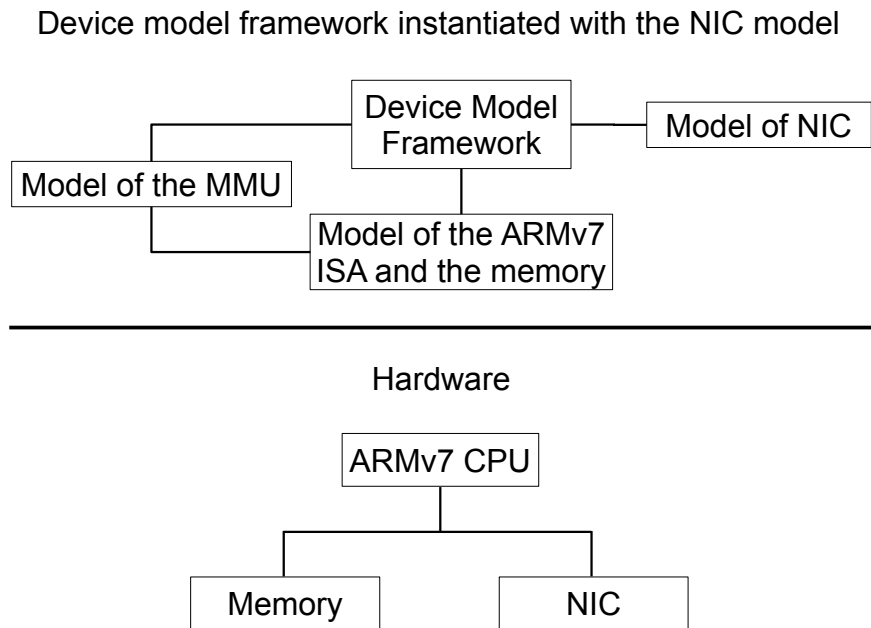 Device model framework instantiated with the NIC model
Device Model
Framework
Model of NIC
Model of the MMU
Model of the ARMv7
ISA and the memory
Hardware
ARMv7 CPU
Memory
NIC